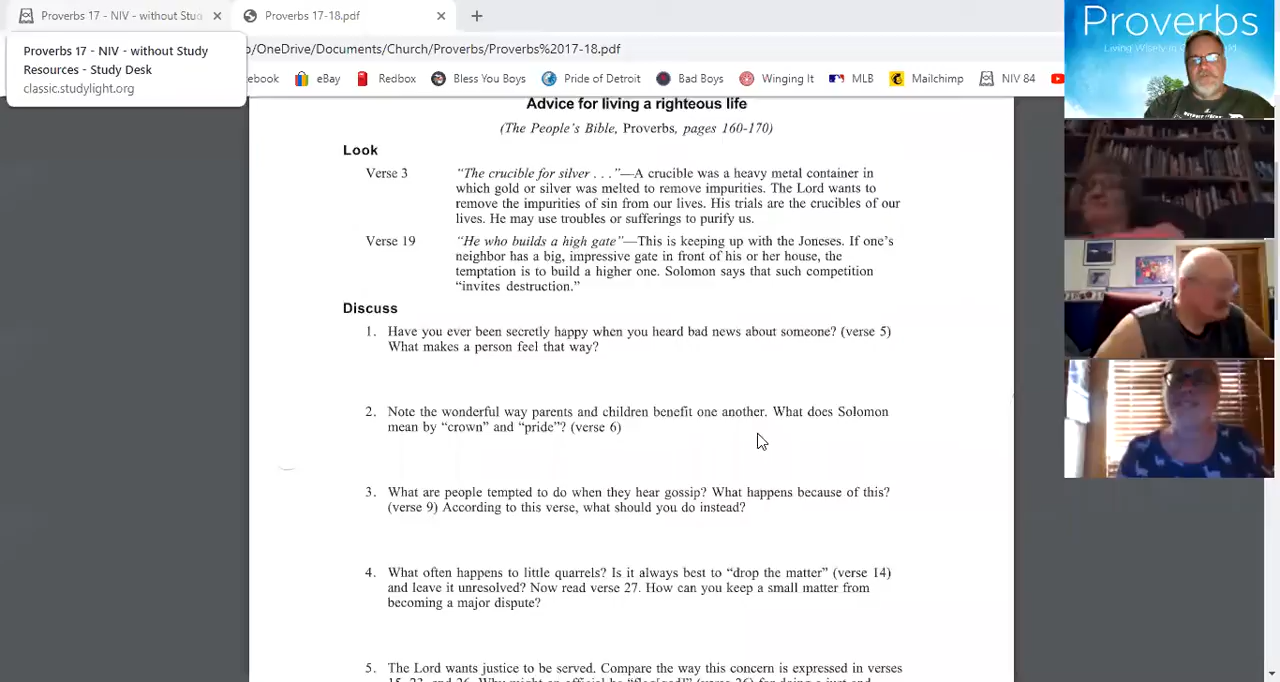 Proverbs 17 - NIV - without Stu
Proverbs 17-18.pdf
Proverbs 17 - NIV - without Study
Resources - Study Desk
classic.studylight.org
/OneDrive/Documents/Church/Proverbs/Proverbs%2017-18.pdf
ebook
eBay
Redbox
Bless You Boys
Pride of Detroit
Bad Boys
Winging It
MLB
Mailchimp
NIV 84
Proverbs
Living Wisely
Advice for living a righteous life
(The People's Bible, Proverbs, pages 160-170)
Look
Verse 3 "The crucible for silver . . ."—A crucible was a heavy metal container in
which gold or silver was melted to remove impurities. The Lord wants to
remove the impurities of sin from our lives. His trials are the crucibles of our
lives. He may use troubles or sufferings to purify us.
Verse 19 "He who builds a high gate"—This is keeping up with the Joneses. If one's
neighbor has a big, impressive gate in front of his or her house, the
temptation is to build a higher one. Solomon says that such competition
"invites destruction."
Discuss
1. Have you ever been secretly happy when you heard bad news about someone? (verse 5)
What makes a person feel that way?
2. Note the wonderful way parents and children benefit one another. What does Solomon
mean by "crown" and "pride"? (verse 6)
3. What are people tempted to do when they hear gossip? What happens because of this?
(verse 9) According to this verse, what should you do instead?
4. What often happens to little quarrels? Is it always best to "drop the matter" (verse 14)
and leave it unresolved? Now read verse 27. How can you keep a small matter from
becoming a major dispute?
5. The Lord wants justice to be served. Compare the way this concern is expressed in verses